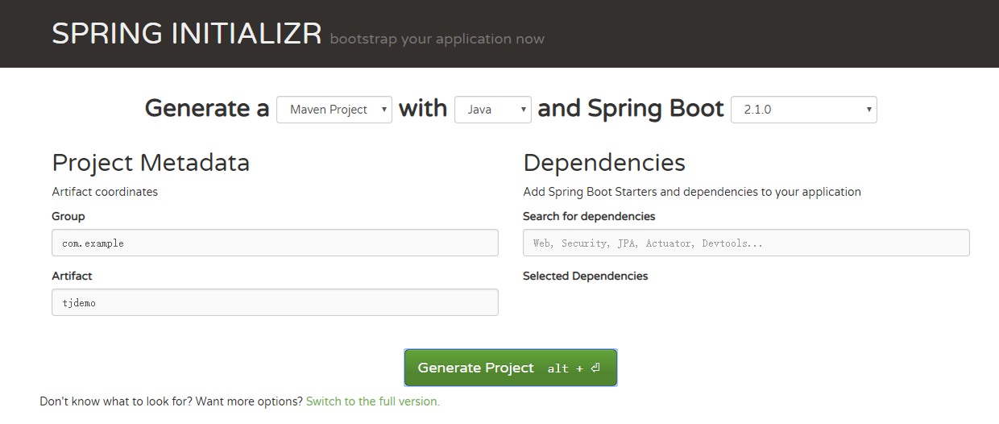 SPRING INITIALIZR bootstrap your application now
Generate a Maven Project with Java and Spring Boot 2.1.0
Project Metadata
Artifact coordinates
Group
com.example
Artifact
tjdemo
Dependencies
Add Spring Boot Starters and dependencies to your application
Search for dependencies
Web, Security, JPA, Actuator, Devtools...
Selected Dependencies
Generate Project alt + ⏎
Don't know what to look for? Want more options? Switch to the full version.